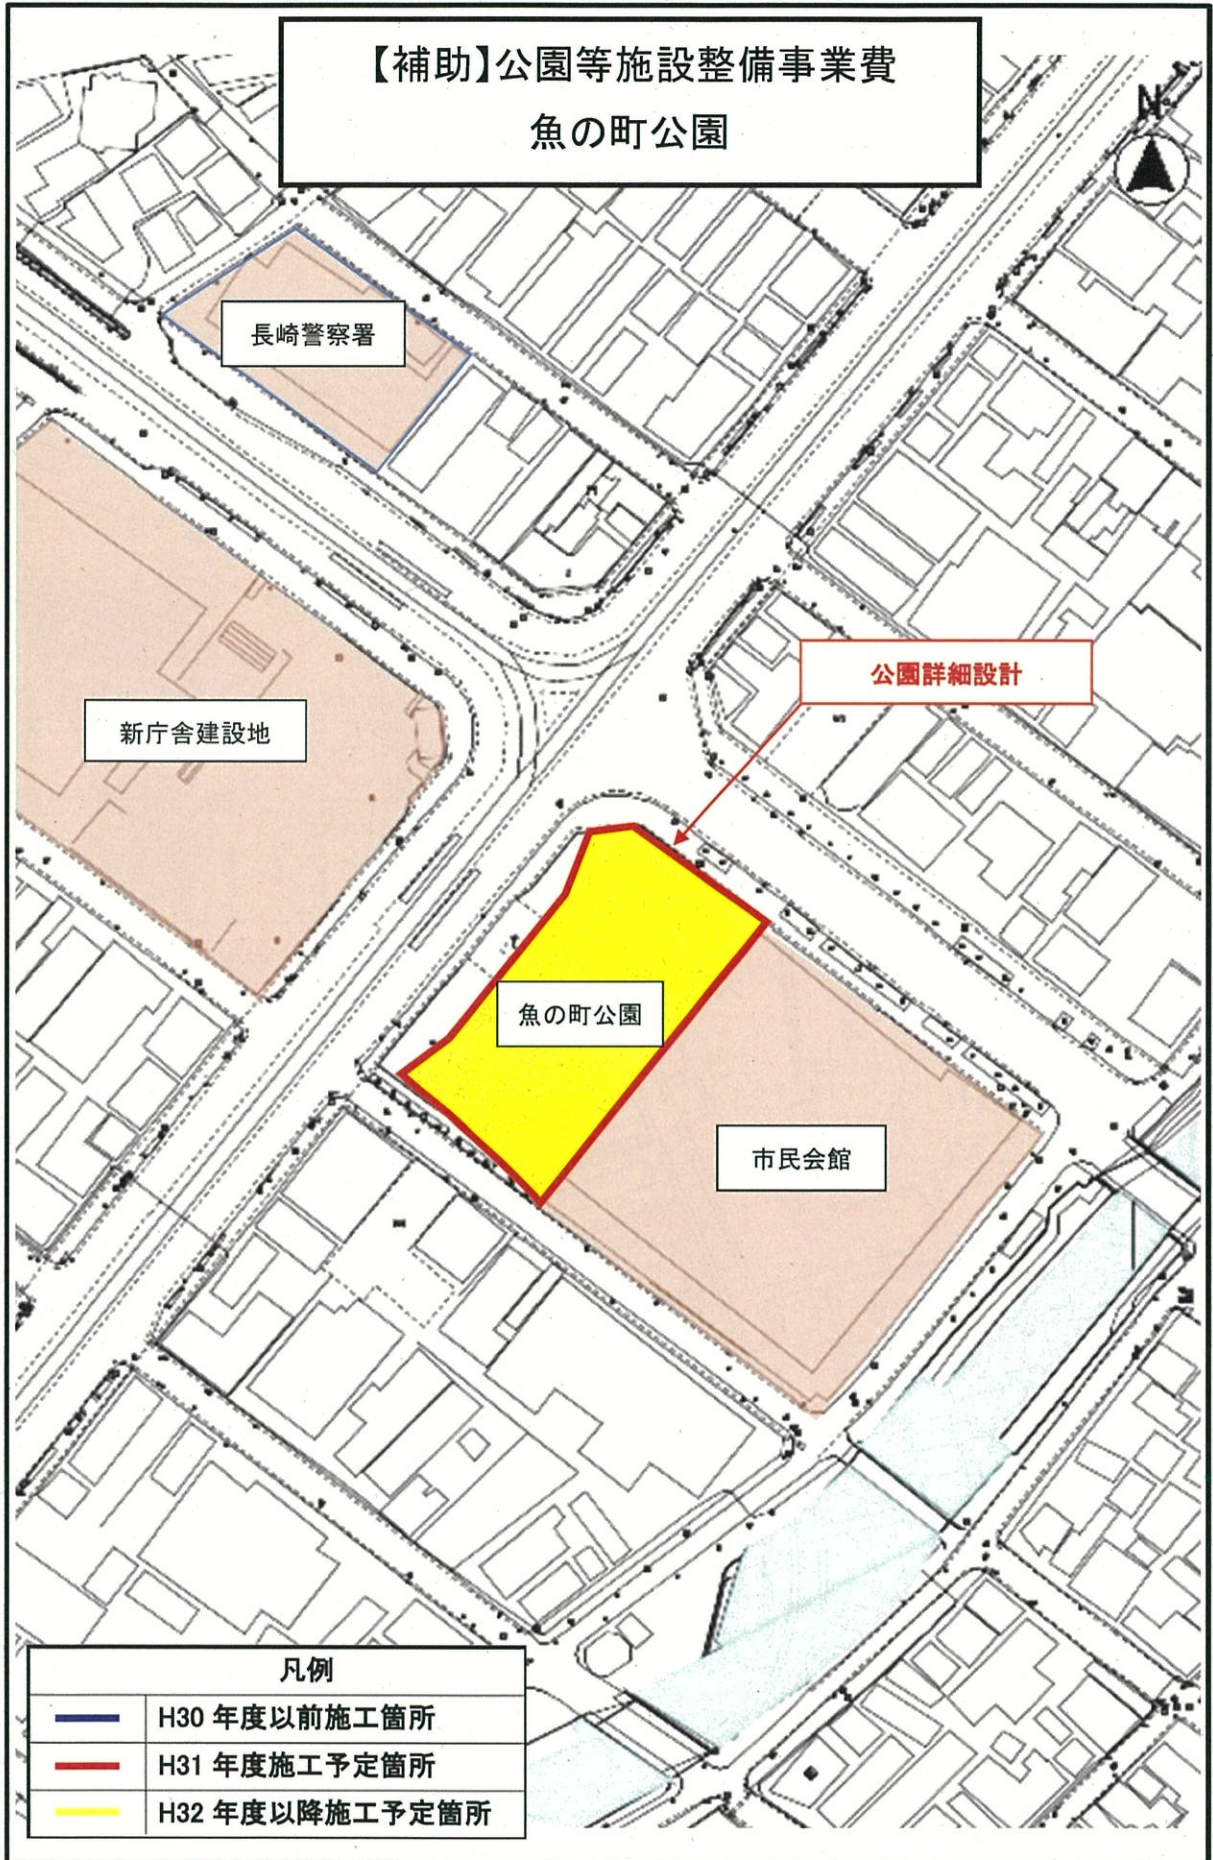 【補助】公園等施設整備事業費
魚の町公園
N
長崎警察署
公園詳細設計
新庁舎建設地
魚の町公園
市民会館
凡例
H30 年度以前施工箇所
H31 年度施工予定箇所
H32 年度以降施工予定箇所